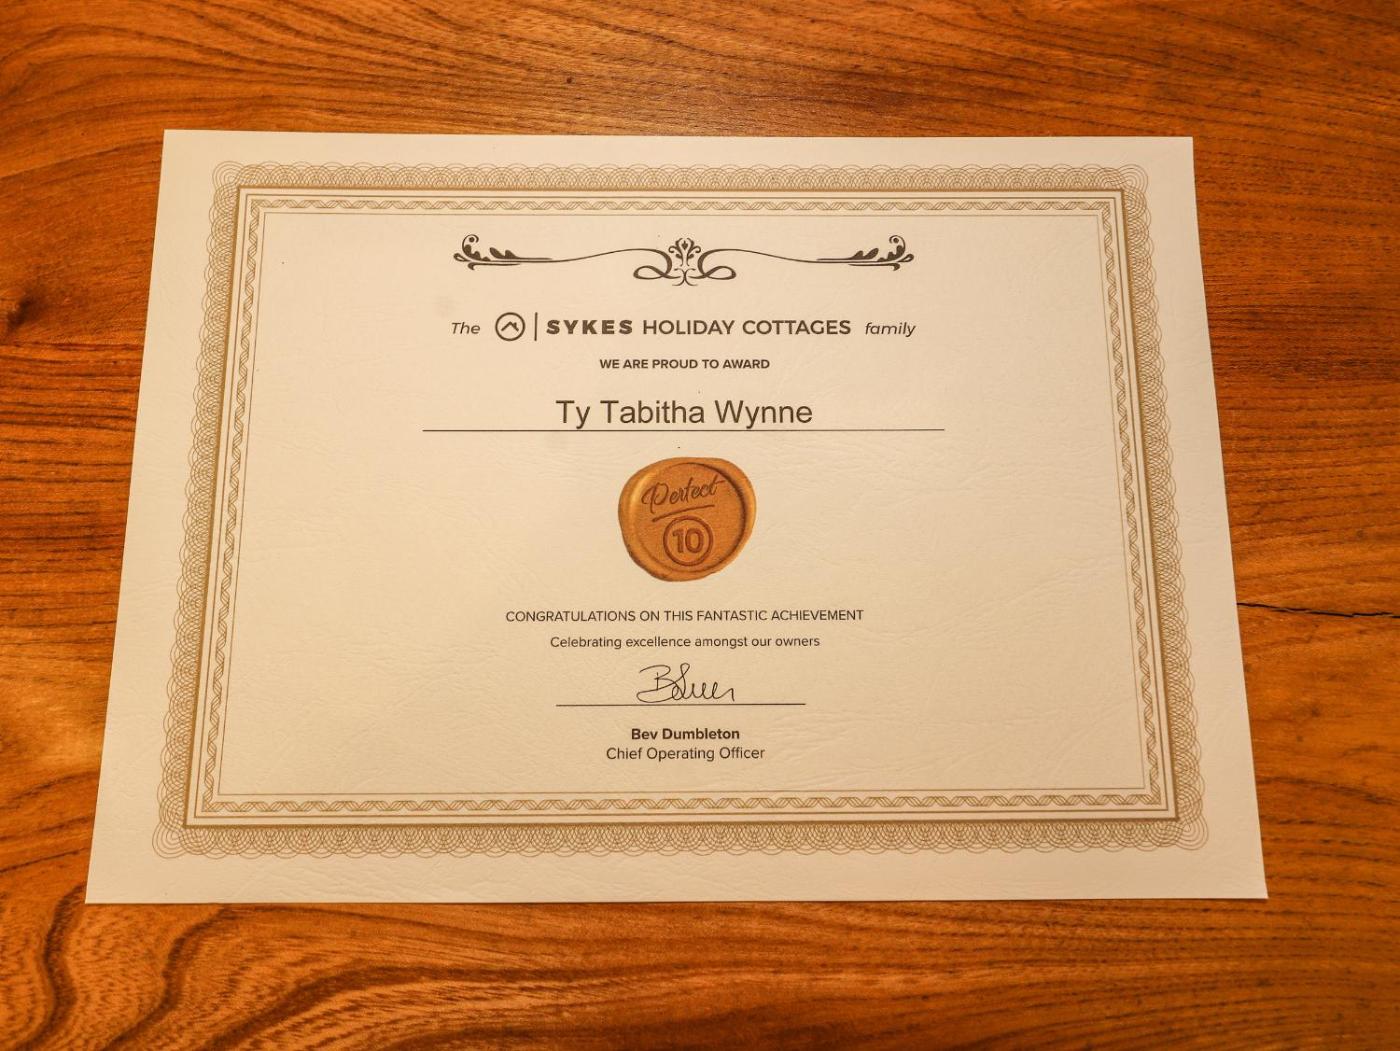 The SYKES HOLIDAY COTTAGES family
WE ARE PROUD TO AWARD
Ty Tabitha Wynne
Perfect
10
CONGRATULATIONS ON THIS FANTASTIC ACHIEVEMENT
Celebrating excellence amongst our owners
Bev Dumbleton
Chief Operating Officer